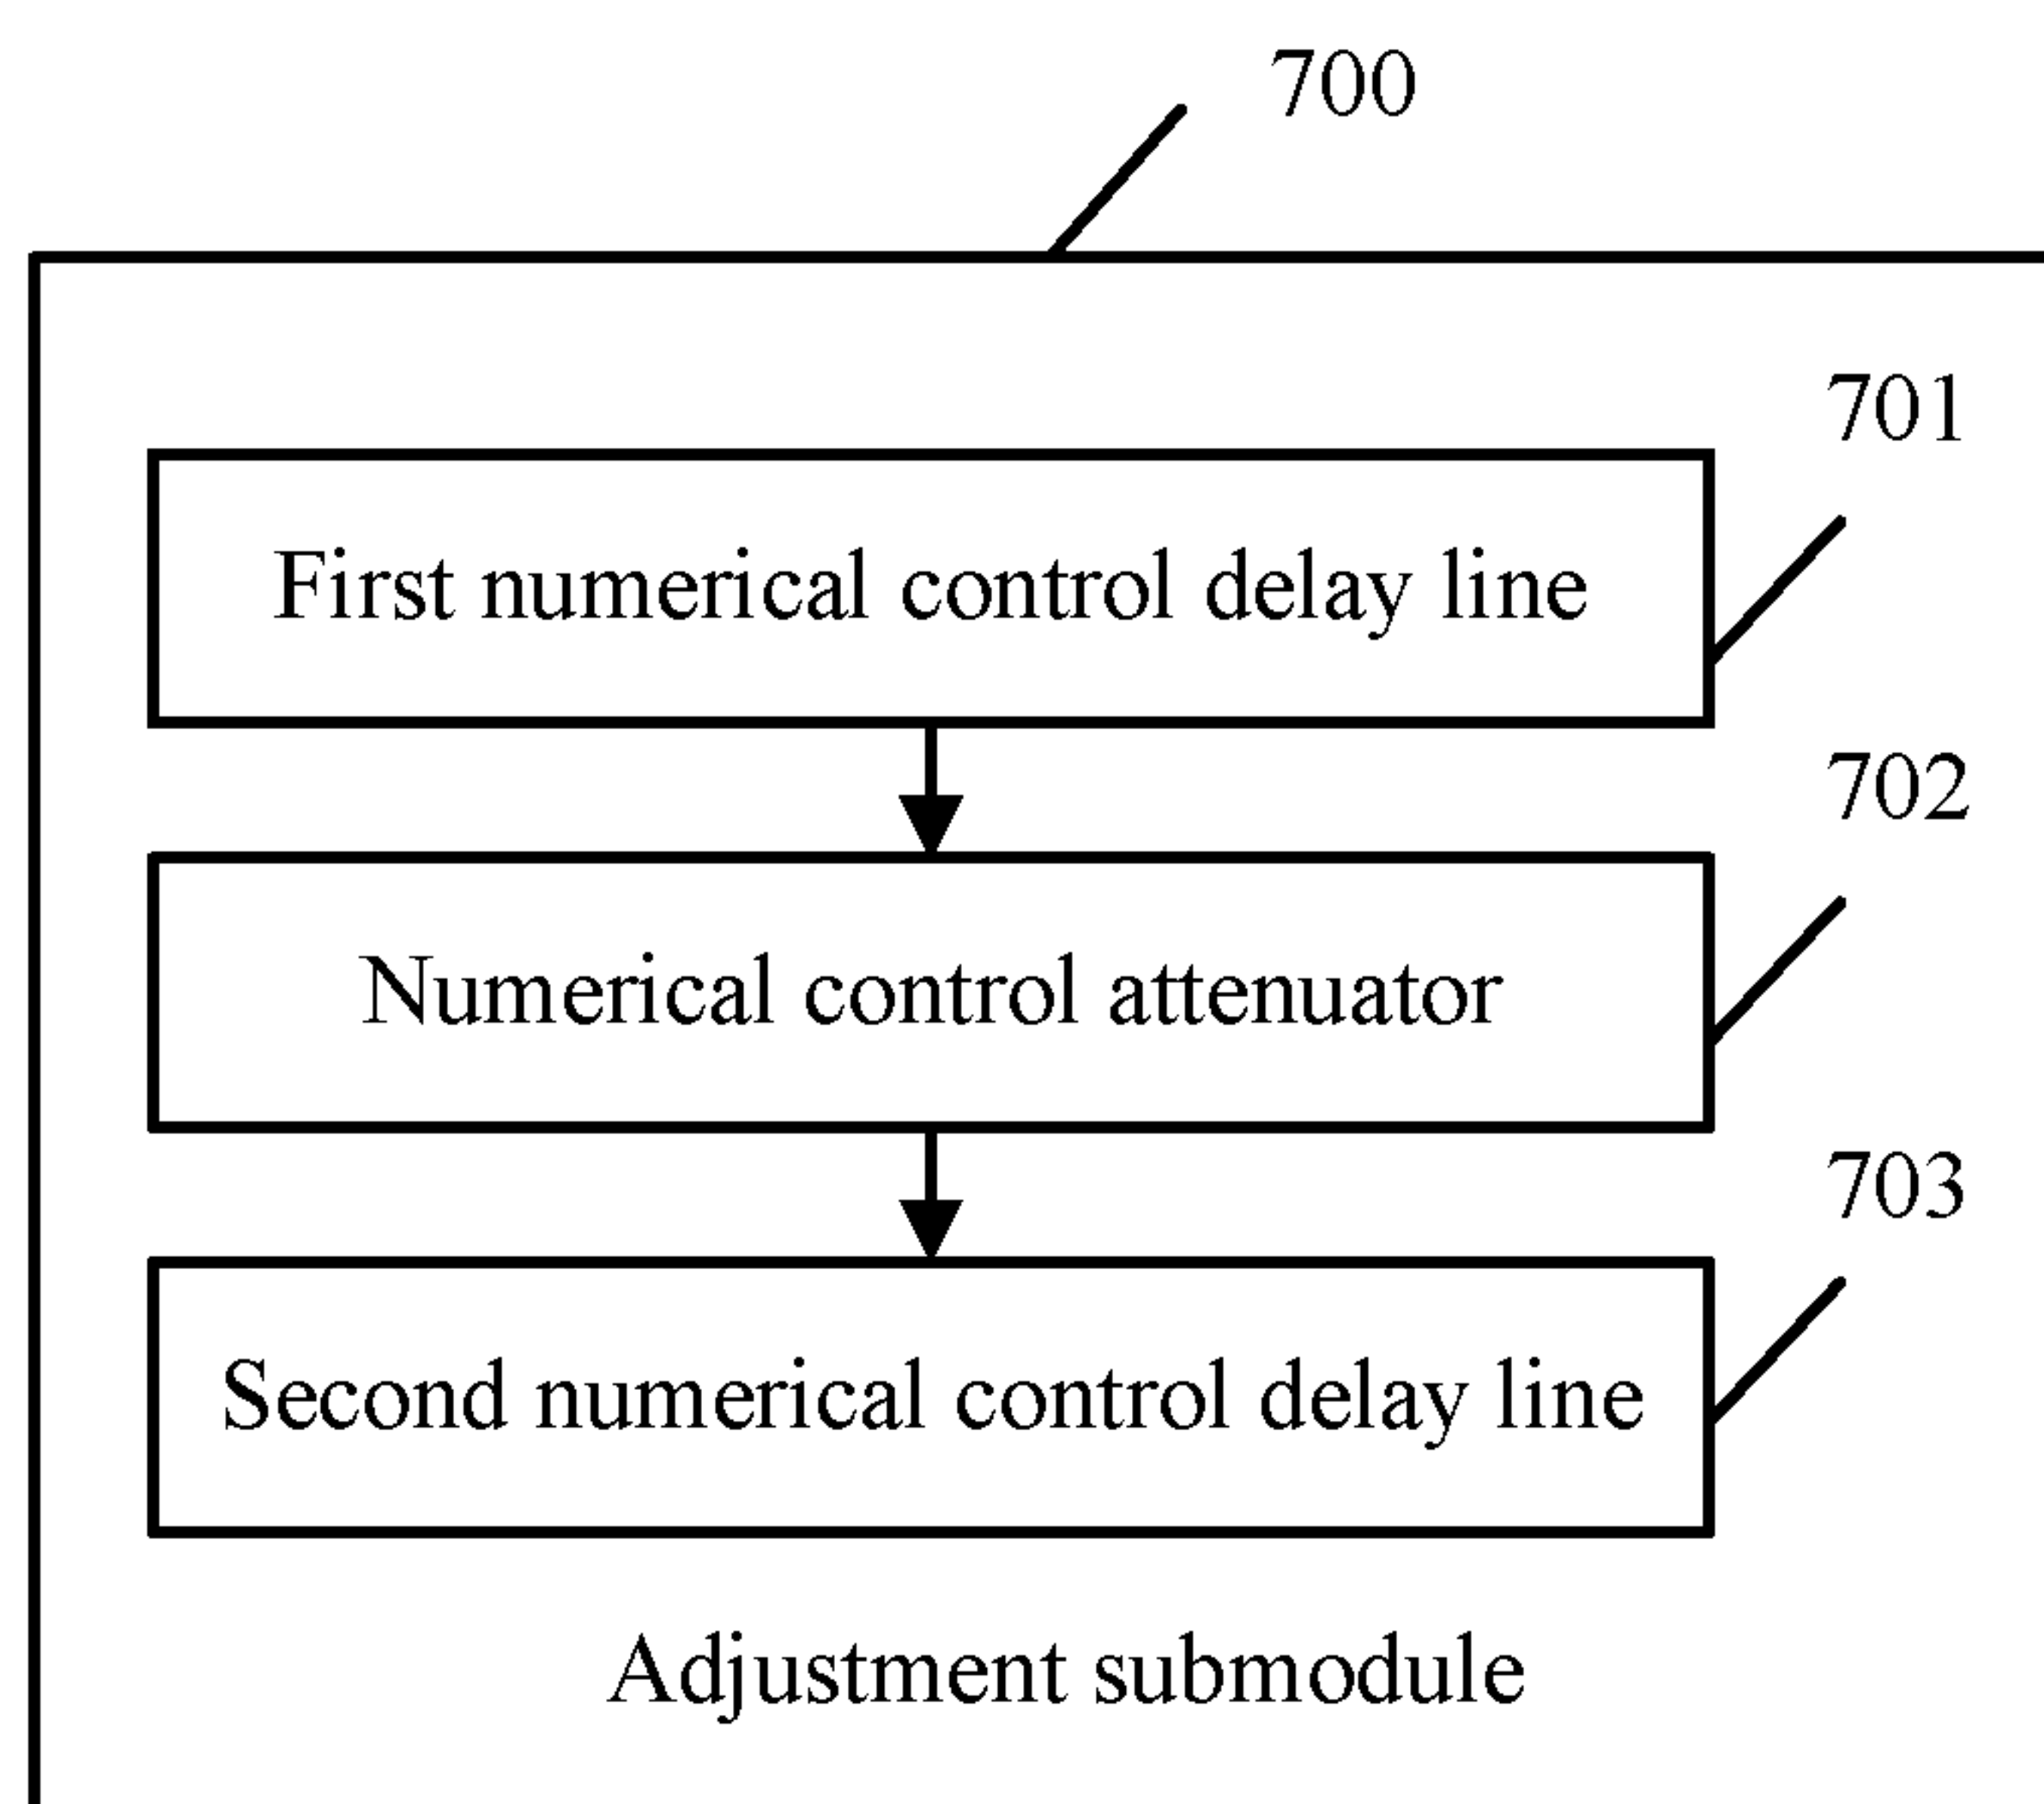 700
701
First numerical control delay line
702
Numerical control attenuator
703
Second numerical control delay line
Adjustment submodule